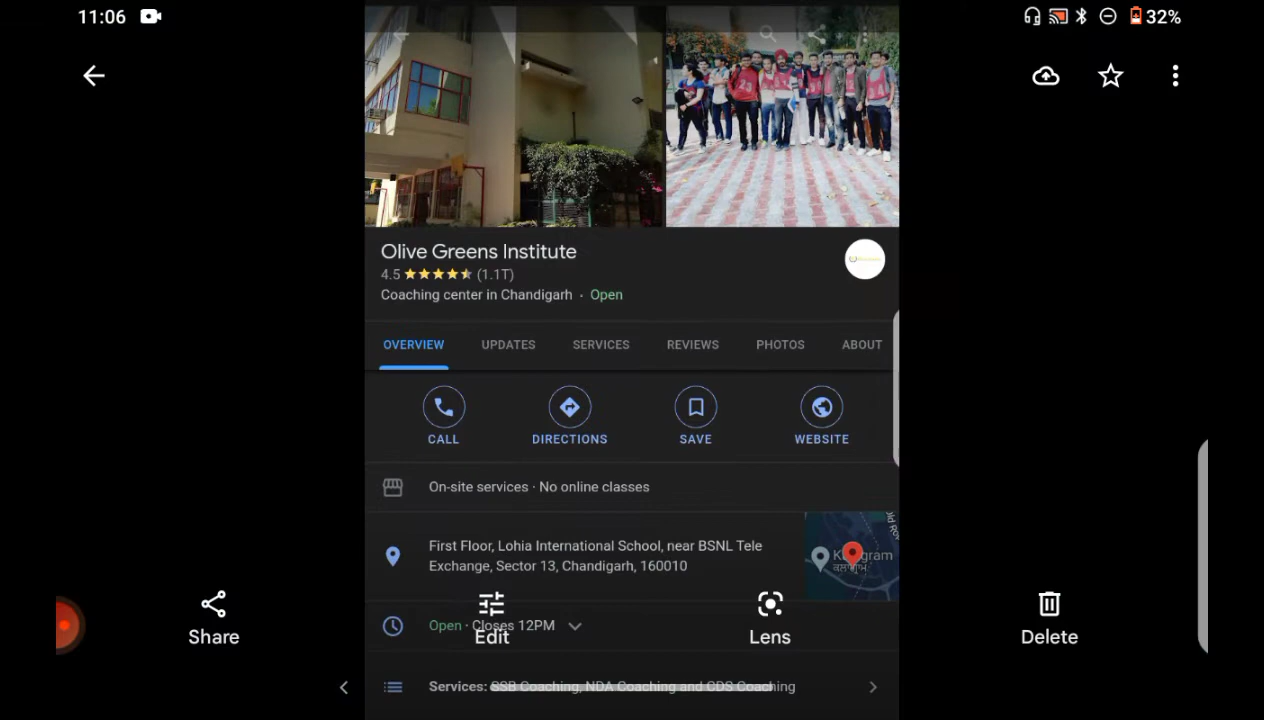 11:06
32%
Olive Greens Institute
4.5 (1.1T)
Coaching center in Chandigarh · Open
OVERVIEW UPDATES SERVICES REVIEWS PHOTOS ABOUT
CALL DIRECTIONS SAVE WEBSITE
On-site services · No online classes
First Floor, Lohia International School, near BSNL Tele
Exchange, Sector 13, Chandigarh, 160010
Open · Closes 12PM
Share Edit Lens Delete
Services: SSB Coaching, NDA Coaching and CDS Coaching